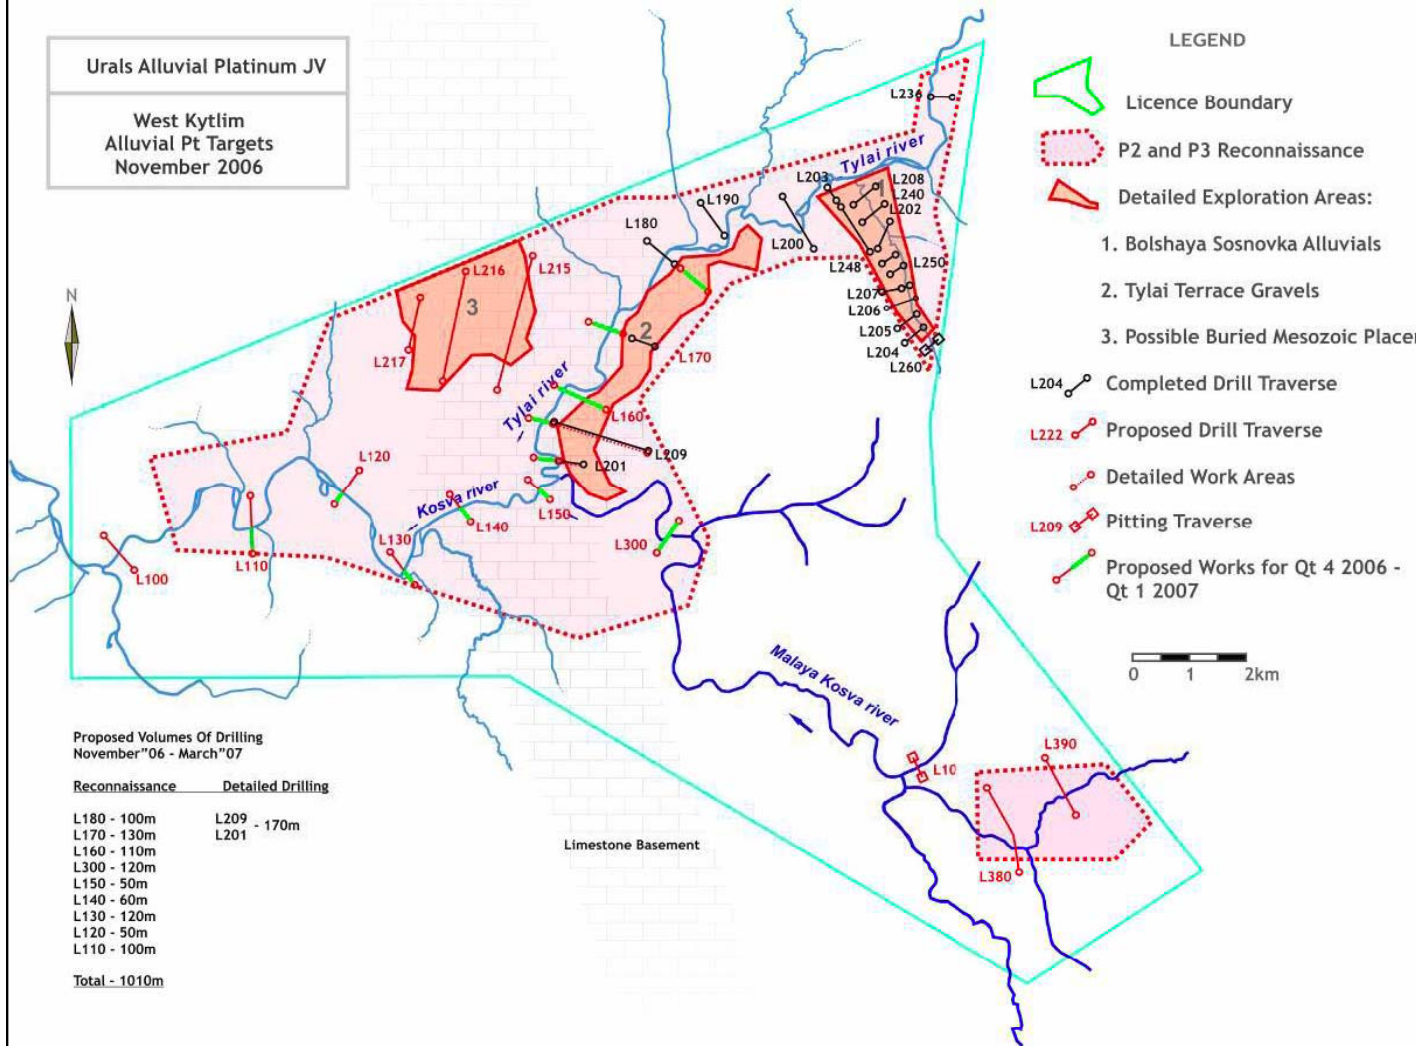 Urals Alluvial Platinum JV
West Kytlim
Alluvial Pt Targets
November 2006
LEGEND
Licence Boundary
P2 and P3 Reconnaissance
Detailed Exploration Areas:
1. Bolshaya Sosnovka Alluvials
2. Tylai Terrace Gravels
3. Possible Buried Mesozoic Placer
L204 Completed Drill Traverse
L222 Proposed Drill Traverse
Detailed Work Areas
L209 Pitting Traverse
Proposed Works for Qt 4 2006 -
Qt 1 2007
0 1 2km
N
L236
Tylai river
L203
L208
L240
L202
1
L190
L180
L200
L248
L250
L207
L206
L205
L204
L260
L216
L215
3
L217
2
L170
Tylai river
L160
L209
L201
L120
Kosva river
L150
L140
L130
L300
L100
L110
Malaya Kosva river
L10
L390
L380
Limestone Basement
Proposed Volumes Of Drilling
November"06 - March"07
Reconnaissance Detailed Drilling
L180 - 100m
L170 - 130m
L160 - 110m
L300 - 120m
L150 - 50m
L140 - 60m
L130 - 120m
L120 - 50m
L110 - 100m
L209
L201 - 170m
Total - 1010m